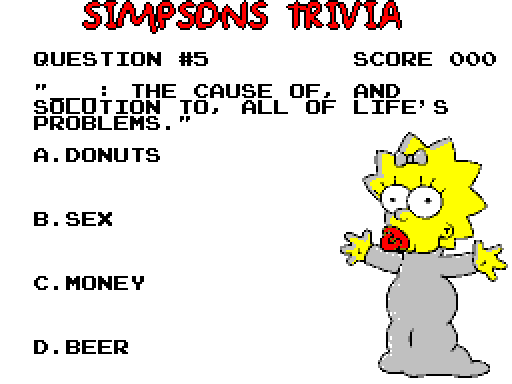 SIMPSONS TRIVIA
QUESTION #5 SCORE 000
"__ : THE CAUSE OF, AND
SOLUTION TO, ALL OF LIFE'S
PROBLEMS."
A.DONUTS
B.SEX
C.MONEY
D.BEER